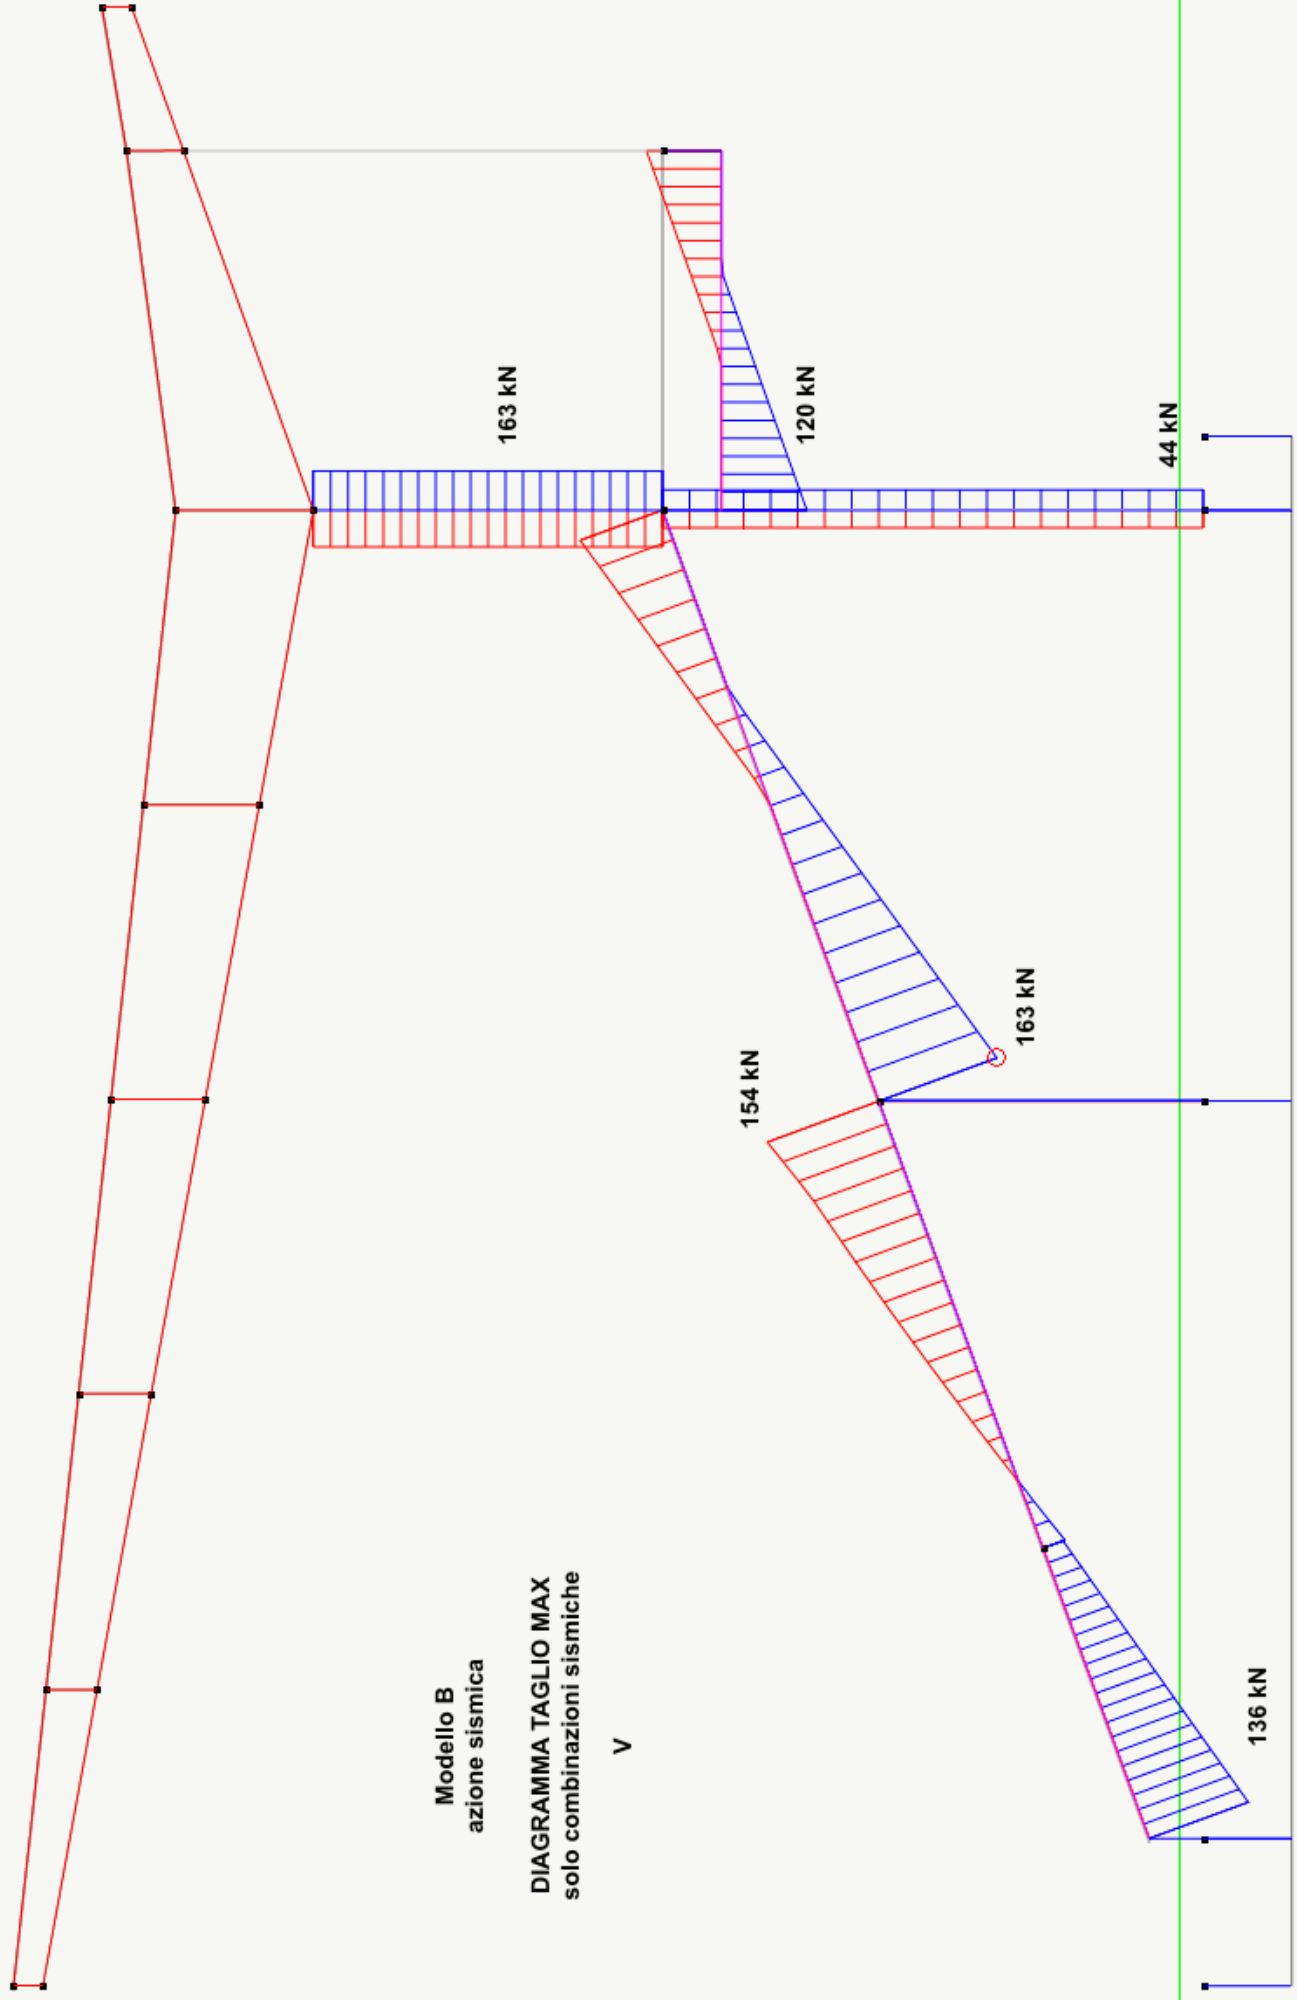 Modello B
azione sismica
DIAGRAMMA TAGLIO MAX
solo combinazioni sismiche
V
163 kN
120 kN
44 kN
154 kN
163 kN
136 kN